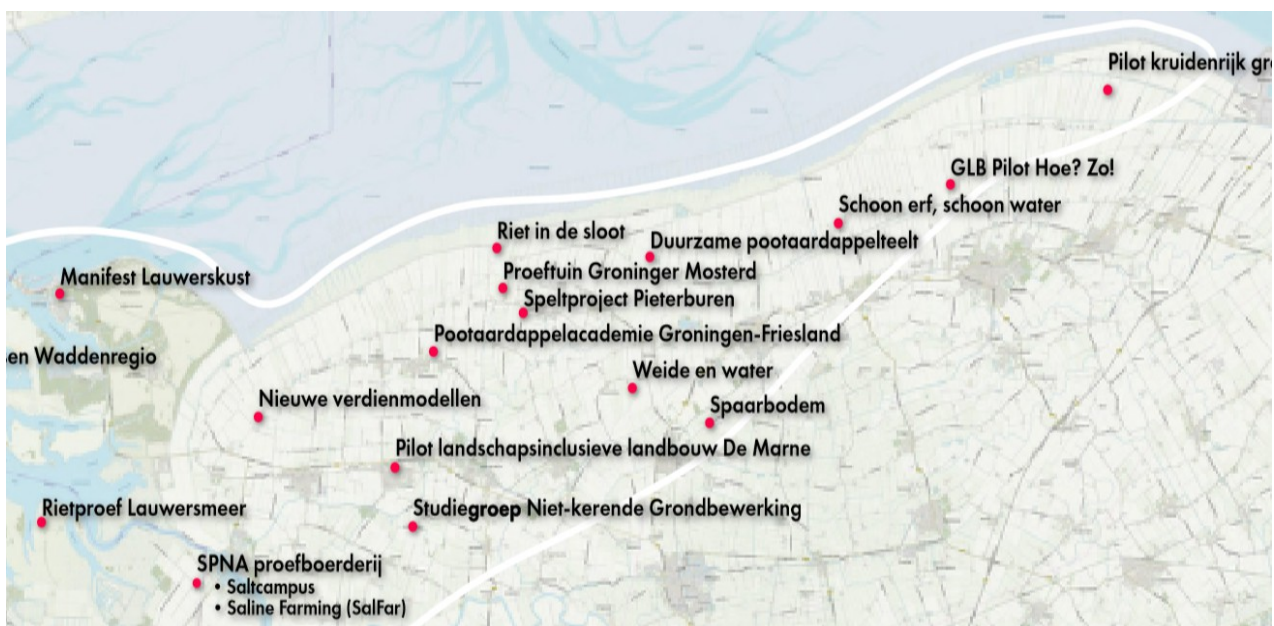 Pilot kruidenrijk gr
GLB Pilot Hoe? Zo!
Schoon erf, schoon water
Riet in de sloot
Duurzame pootaardappelteelt
Proeftuin Groninger Mosterd
Manifest Lauwerskust
Speltproject Pieterburen
Pootaardappelacademie Groningen-Friesland
en Waddenregio
Weide en water
Nieuwe verdienmodellen
Spaarbodem
Pilot landschapsinclusieve landbouw De Marne
Rietproef Lauwersmeer
Studiegroep Niet-kerende Grondbewerking
SPNA proefboerderij
• Saltcampus
• Saline Farming (SalFar)